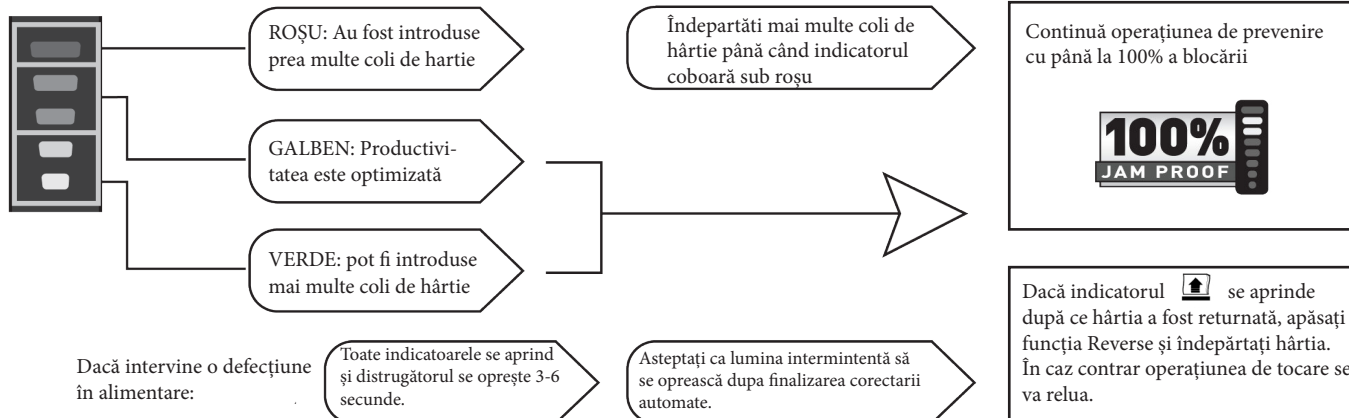 ROȘU: Au fost introduse
prea multe coli de hartie
Îndepartăti mai multe coli de
hârtie până când indicatorul
coboară sub roșu
Continuă operațiunea de prevenire
cu până la 100% a blocării
100%
JAM PROOF
GALBEN: Productivi-
tatea este optimizată
VERDE: pot fi introduse
mai multe coli de hârtie
Dacă intervine o defecțiune
în alimentare:
Toate indicatoarele se aprind
și distrugătorul se oprește 3-6
secunde.
Asteptați ca lumina intermintentă să
se oprească dupa finalizarea corectarii
automate.
Dacă indicatorul se aprinde
după ce hârtia a fost returnată, apăsați
funcția Reverse și îndepărtați hârtia.
În caz contrar operațiunea de tocare se
va relua.